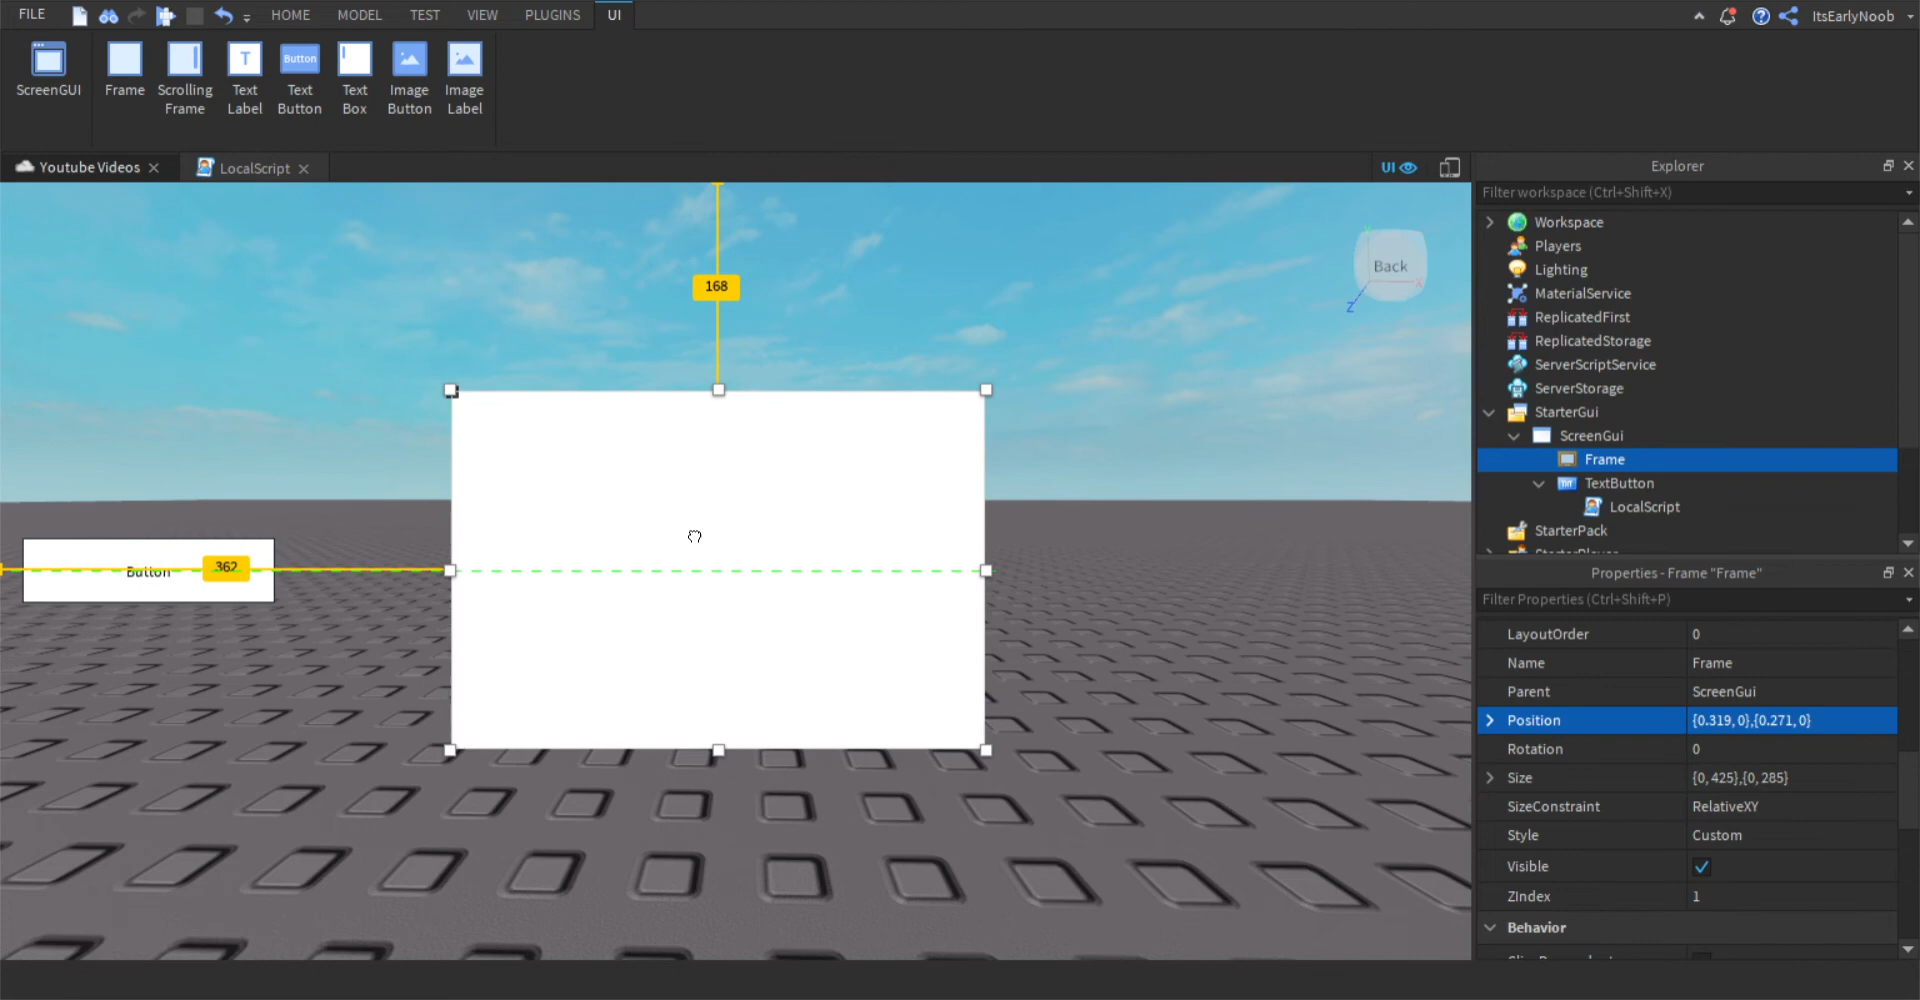 FILE HOME MODEL TEST VIEW PLUGINS UI ItsEarlyNoob
ScreenGUI
Frame
Scrolling
Frame
Text
Label
Button
Text
Button
Text
Box
Image
Button
Image
Label
Youtube Videos
LocalScript
UI
168
Back
Z
Button
362
Explorer
Filter workspace (Ctrl+Shift+X)
Workspace
Players
Lighting
MaterialService
ReplicatedFirst
ReplicatedStorage
ServerScriptService
ServerStorage
StarterGui
ScreenGui
Frame
TextButton
LocalScript
StarterPack
Properties - Frame "Frame"
Filter Properties (Ctrl+Shift+P)
LayoutOrder 0
Name Frame
Parent ScreenGui
Position {0.319, 0},{0.271, 0}
Rotation 0
Size {0, 425},{0, 285}
SizeConstraint RelativeXY
Style Custom
Visible
ZIndex 1
Behavior